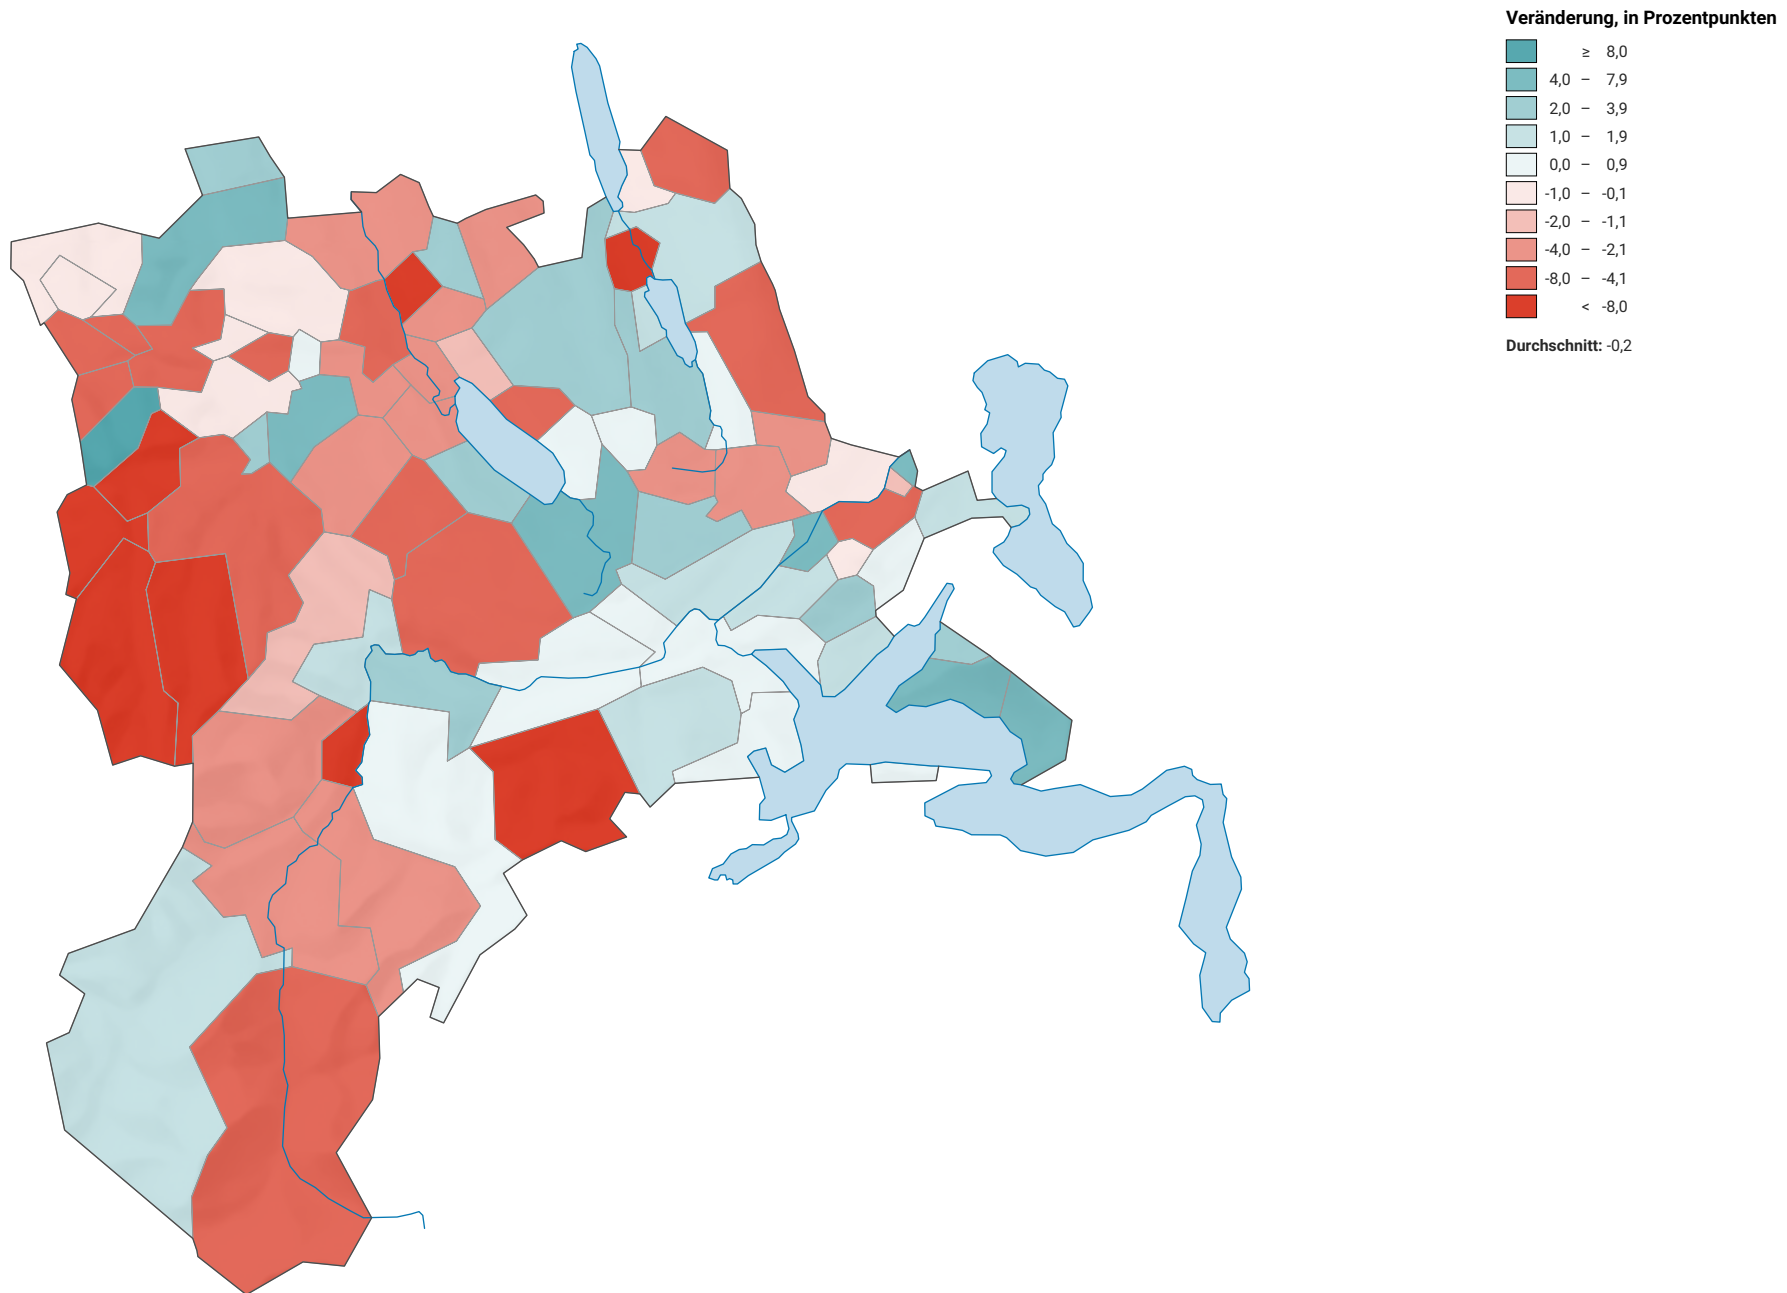 Veränderung, in Prozentpunkten
≥ 8,0
4,0 – 7,9
2,0 – 3,9
1,0 – 1,9
0,0 – 0,9
-1,0 – -0,1
-2,0 – -1,1
-4,0 – -2,1
-8,0 – -4,1
< -8,0
Durchschnitt: -0,2